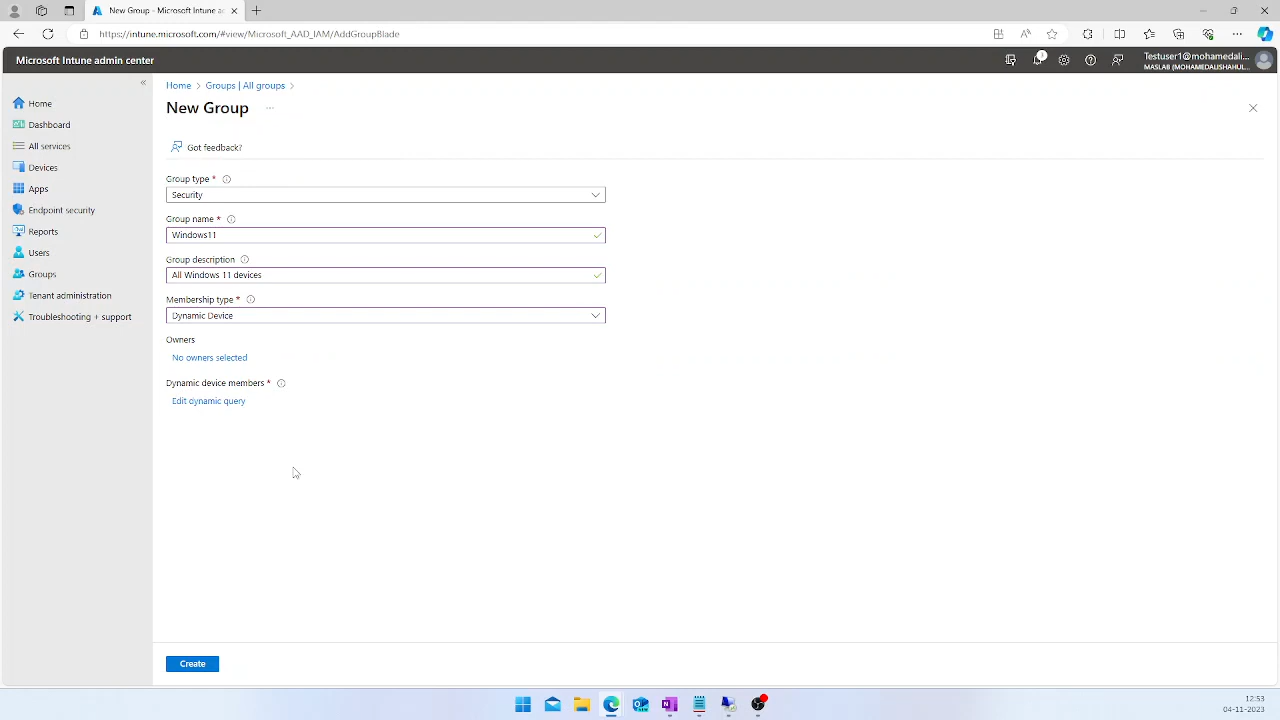 New Group - Microsoft Intune ac
https://intune.microsoft.com/#view/Microsoft_AAD_IAM/AddGroupBlade
Microsoft Intune admin center
1
Testuser1@mohamedali...
MASLAB (MOHAMEDALISHAHUL...
Home
Dashboard
All services
Devices
Apps
Endpoint security
Reports
Users
Groups
Tenant administration
Troubleshooting + support
Home > Groups | All groups >
New Group ...
Got feedback?
Group type *
Security
Group name *
Windows11
Group description
All Windows 11 devices
Membership type *
Dynamic Device
Owners
No owners selected
Dynamic device members *
Edit dynamic query
Create
12:53
04-11-2023